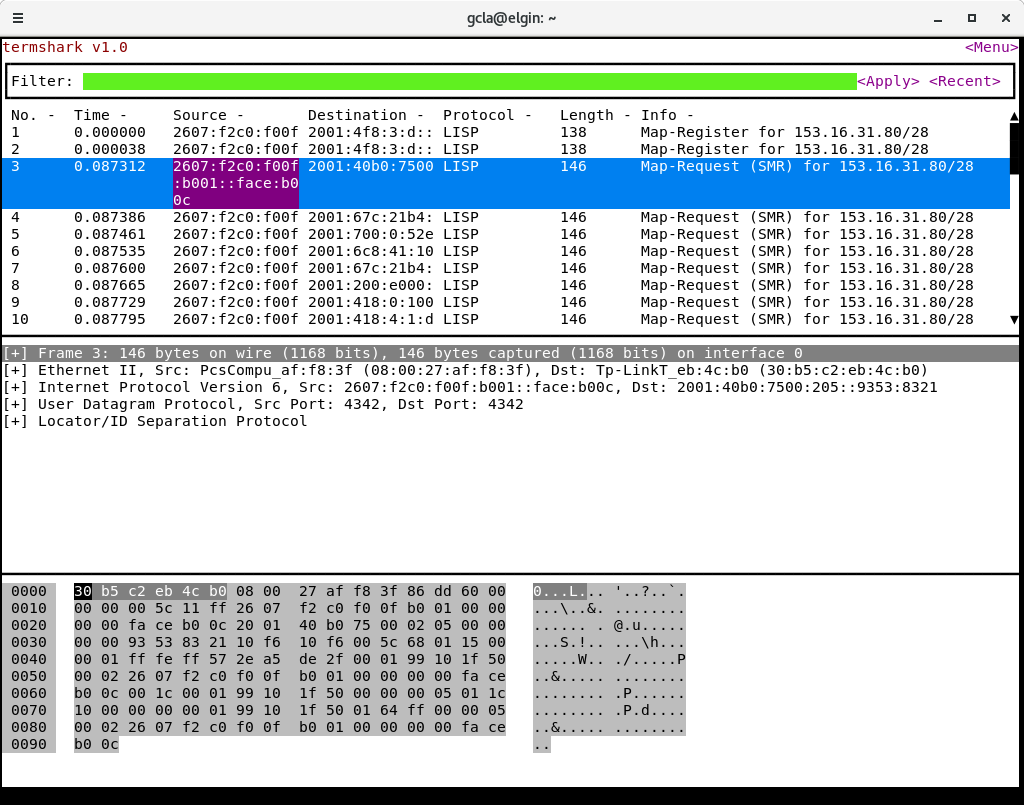 gcla@elgin: ~
termshark v1.0 <Menu>
Filter: <Apply> <Recent>
No. - Time - Source - Destination - Protocol - Length - Info -
1 0.000000 2607:f2c0:f00f 2001:4f8:3:d:: LISP 138 Map-Register for 153.16.31.80/28
2 0.000038 2607:f2c0:f00f 2001:4f8:3:d:: LISP 138 Map-Register for 153.16.31.80/28
3 0.087312 2607:f2c0:f00f 2001:40b0:7500 LISP 146 Map-Request (SMR) for 153.16.31.80/28
:b001::face:b0
0c
4 0.087386 2607:f2c0:f00f 2001:67c:21b4: LISP 146 Map-Request (SMR) for 153.16.31.80/28
5 0.087461 2607:f2c0:f00f 2001:700:0:52e LISP 146 Map-Request (SMR) for 153.16.31.80/28
6 0.087535 2607:f2c0:f00f 2001:6c8:41:10 LISP 146 Map-Request (SMR) for 153.16.31.80/28
7 0.087600 2607:f2c0:f00f 2001:67c:21b4: LISP 146 Map-Request (SMR) for 153.16.31.80/28
8 0.087665 2607:f2c0:f00f 2001:200:e000: LISP 146 Map-Request (SMR) for 153.16.31.80/28
9 0.087729 2607:f2c0:f00f 2001:418:0:100 LISP 146 Map-Request (SMR) for 153.16.31.80/28
10 0.087795 2607:f2c0:f00f 2001:418:4:1:d LISP 146 Map-Request (SMR) for 153.16.31.80/28
[+] Frame 3: 146 bytes on wire (1168 bits), 146 bytes captured (1168 bits) on interface 0
[+] Ethernet II, Src: PcsCompu_af:f8:3f (08:00:27:af:f8:3f), Dst: Tp-LinkT_eb:4c:b0 (30:b5:c2:eb:4c:b0)
[+] Internet Protocol Version 6, Src: 2607:f2c0:f00f:b001::face:b00c, Dst: 2001:40b0:7500:205::9353:8321
[+] User Datagram Protocol, Src Port: 4342, Dst Port: 4342
[+] Locator/ID Separation Protocol
0000 30 b5 c2 eb 4c b0 08 00 27 af f8 3f 86 dd 60 00 0...L... '..?..`.
0010 00 00 00 5c 11 ff 26 07 f2 c0 f0 0f b0 01 00 00 ...\..&. ........
0020 00 00 fa ce b0 0c 20 01 40 b0 75 00 02 05 00 00 ...... . @.u.....
0030 00 00 93 53 83 21 10 f6 10 f6 00 5c 68 01 15 00 ...S.!.. ...\h...
0040 00 01 ff fe ff 57 2e a5 de 2f 00 01 99 10 1f 50 .....W.. ./.....P
0050 00 02 26 07 f2 c0 f0 0f b0 01 00 00 00 00 fa ce ..&..... ........
0060 b0 0c 00 1c 00 01 99 10 1f 50 00 00 00 05 01 1c ........ .P......
0070 10 00 00 00 00 01 99 10 1f 50 01 64 ff 00 00 05 ........ .P.d....
0080 00 02 26 07 f2 c0 f0 0f b0 01 00 00 00 00 fa ce ..&..... ........
0090 b0 0c ..